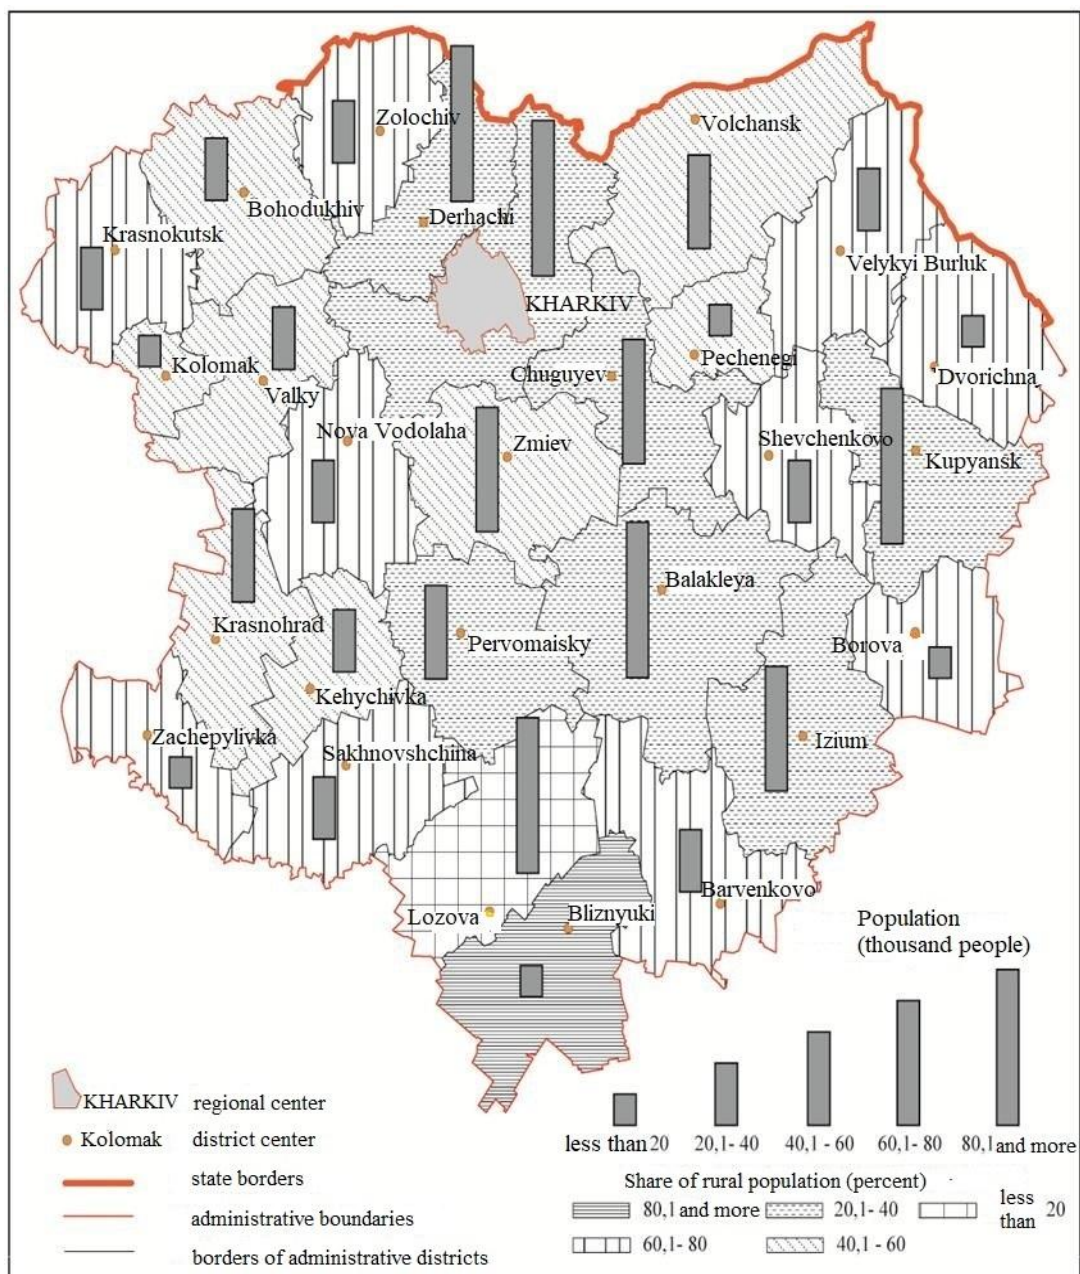 Zolochiv
Volchansk
Bohodukhiv
Derhachi
Krasnokutsk
Velykyi Burluk
KHARKIV
Kolomak
Pechenegi
Chuguyev
Dvorichna
Valky
Nova Vodolaha
Zmiev
Shevchenkovo
Kupyansk
Balakleya
Krasnohrad
Pervomaisky
Borova
Kehychivka
Zachepylivka
Izium
Sakhnovshchina
Barvenkovo
Lozova
Bliznyuki
Population
(thousand people)
less than 20
20,1- 40
40,1 - 60
60,1 - 80
80,1 and more
KHARKIV regional center
Kolomak district center
state borders
administrative boundaries
borders of administrative districts
Share of rural population (percent)
80,1 and more
20,1- 40
less
than 20
60,1- 80
40,1 - 60